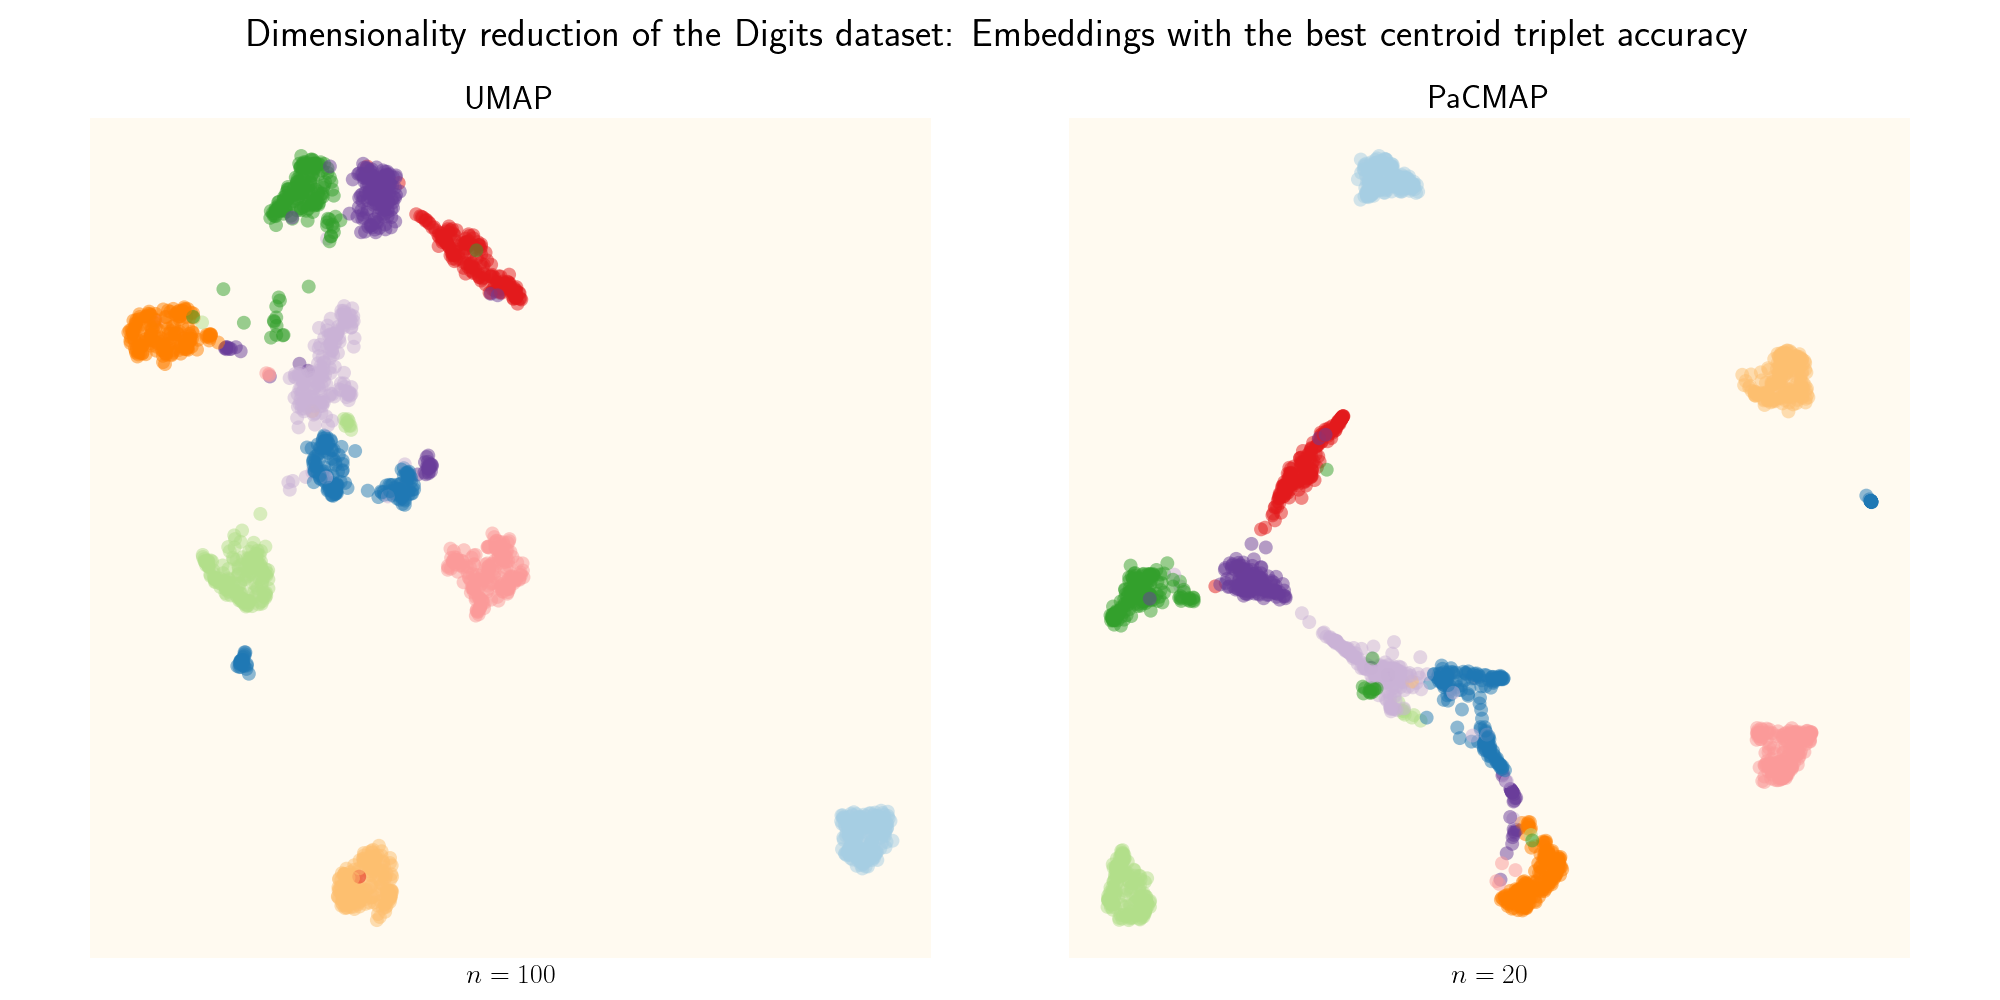 Dimensionality reduction of the Digits dataset: Embeddings with the best centroid triplet accuracy
UMAP
PaCMAP
n = 100
n = 20